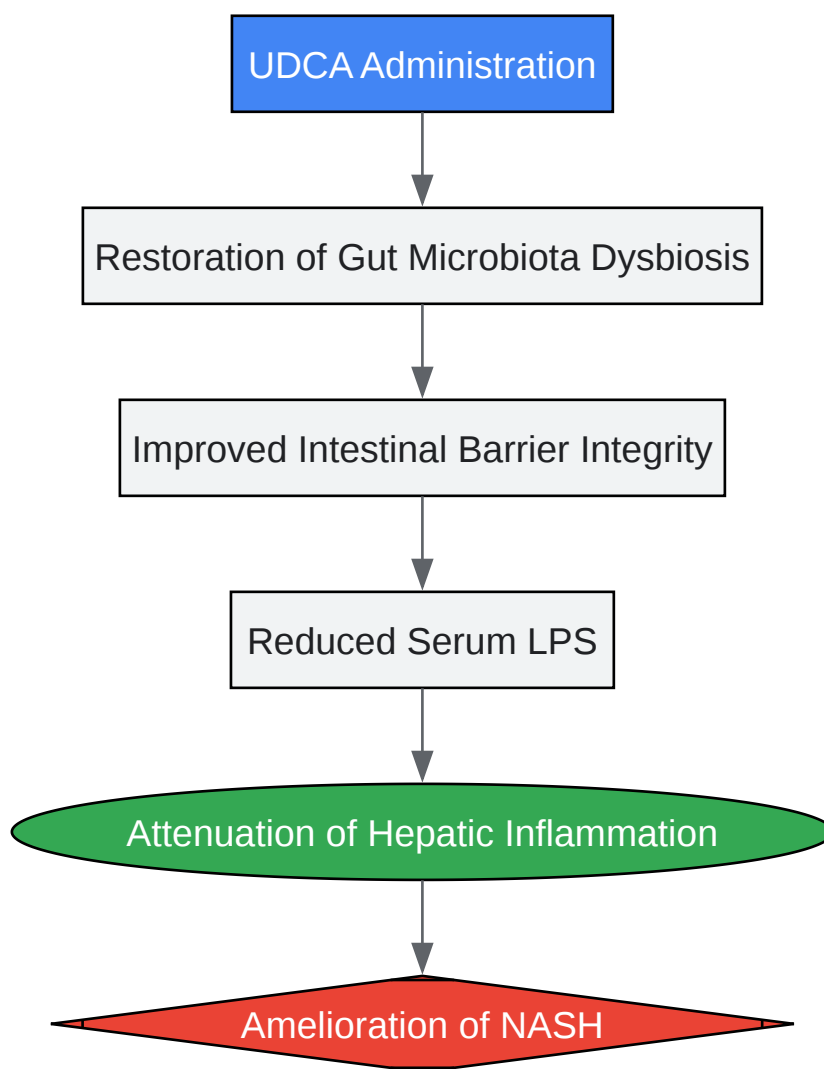 UDCA Administration
Restoration of Gut Microbiota Dysbiosis
Improved Intestinal Barrier Integrity
Reduced Serum LPS
Attenuation of Hepatic Inflammation
Amelioration of NASH